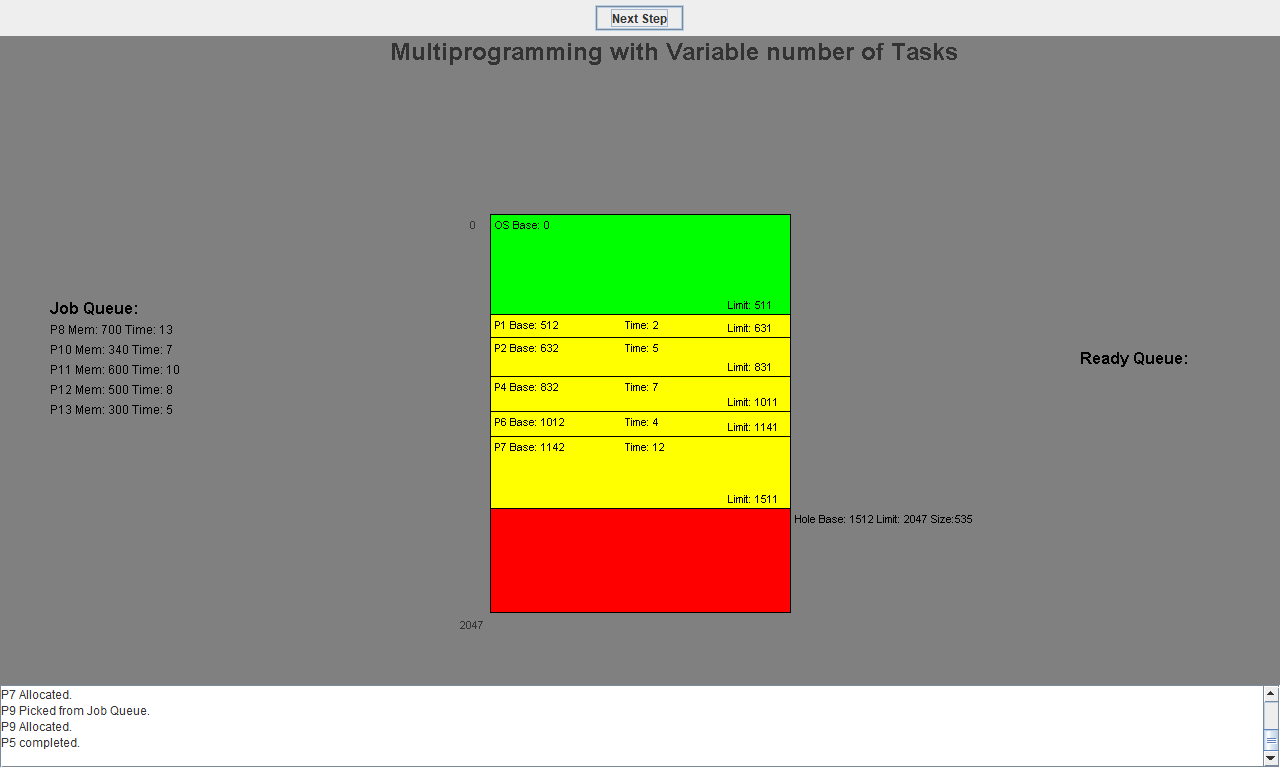 Next Step
Multiprogramming with Variable number of Tasks
0
OS Base: 0
Limit: 511
Job Queue:
P8 Mem: 700 Time: 13
P10 Mem: 340 Time: 7
P11 Mem: 600 Time: 10
P12 Mem: 500 Time: 8
P13 Mem: 300 Time: 5
P1 Base: 512 Time: 2 Limit: 631
P2 Base: 632 Time: 5
Limit: 831
P4 Base: 832 Time: 7
Limit: 1011
P6 Base: 1012 Time: 4 Limit: 1141
P7 Base: 1142 Time: 12
Limit: 1511
Ready Queue:
Hole Base: 1512 Limit: 2047 Size:535
2047
P7 Allocated.
P9 Picked from Job Queue.
P9 Allocated.
P5 completed.